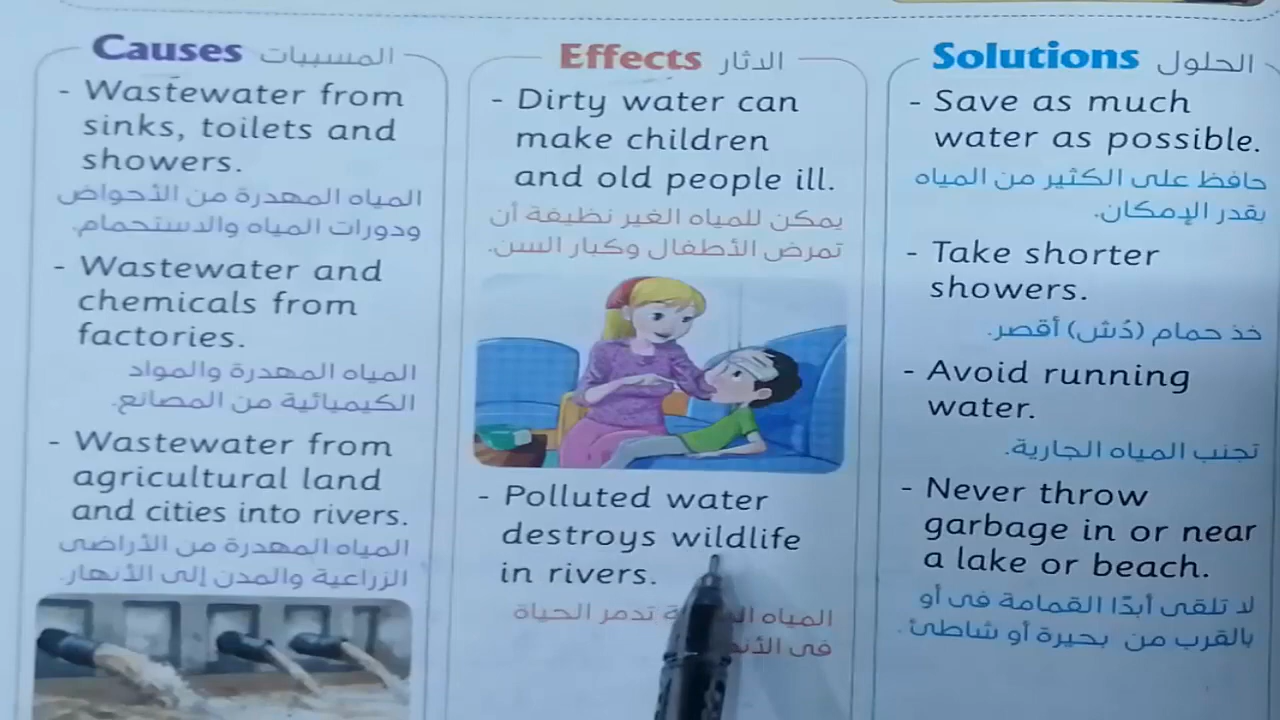 Causes المسببات
- Wastewater from
sinks, toilets and
showers.
المياه المهدرة من الأحواض
ودورات المياه والاستحمام.
- Wastewater and
chemicals from
factories.
المياه المهدرة والمواد
الكيميائية من المصانع.
- Wastewater from
agricultural land
and cities into rivers.
المياه المهدرة من الأراضى
الزراعية والمدن إلى الأنهار.
Effects الآثار
- Dirty water can
make children
and old people ill.
يمكن للمياه الغير نظيفة أن
تمرض الأطفال وكبار السن.
- Polluted water
destroys wildlife
in rivers.
المياه تدمر الحياة
فى
Solutions الحلول
- Save as much
water as possible.
حافظ على الكثير من المياه
بقدر الإمكان.
- Take shorter
showers.
خذ حمام (دُش) أقصر.
- Avoid running
water.
تجنب المياه الجارية.
- Never throw
garbage in or near
a lake or beach.
لا تلقى أبدًا القمامة فى أو
بالقرب من بحيرة أو شاطئ.